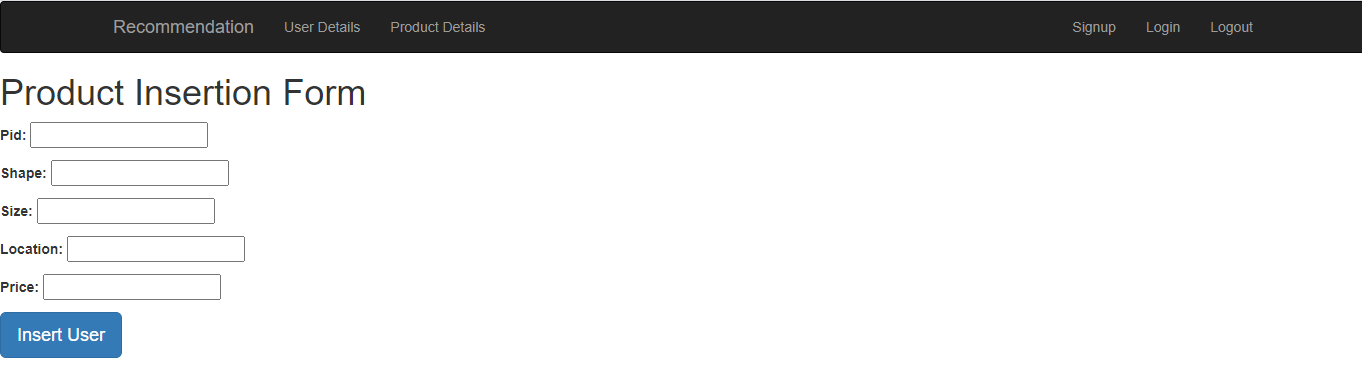 Recommendation User Details Product Details Signup Login Logout
Product Insertion Form
Pid:
Shape:
Size:
Location:
Price:
Insert User